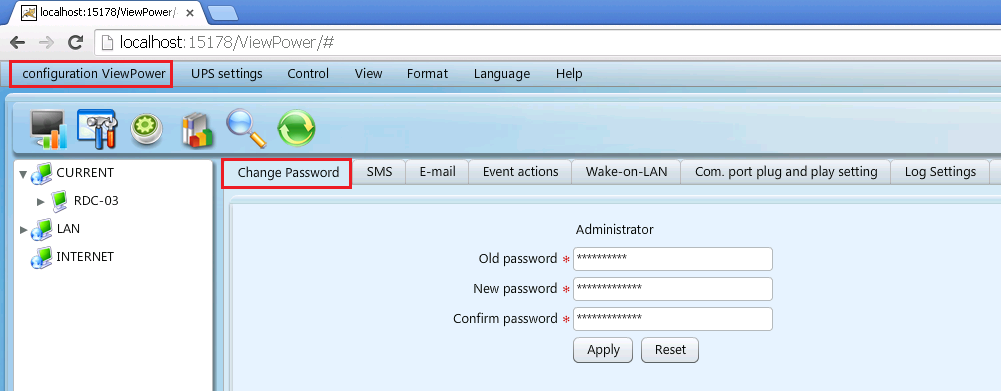 localhost:15178/ViewPower/
localhost:15178/ViewPower/#
configuration ViewPower UPS settings Control View Format Language Help
CURRENT
RDC-03
LAN
INTERNET
Change Password SMS E-mail Event actions Wake-on-LAN Com. port plug and play setting Log Settings
Administrator
Old password * **********
New password * *************
Confirm password * *************
Apply Reset